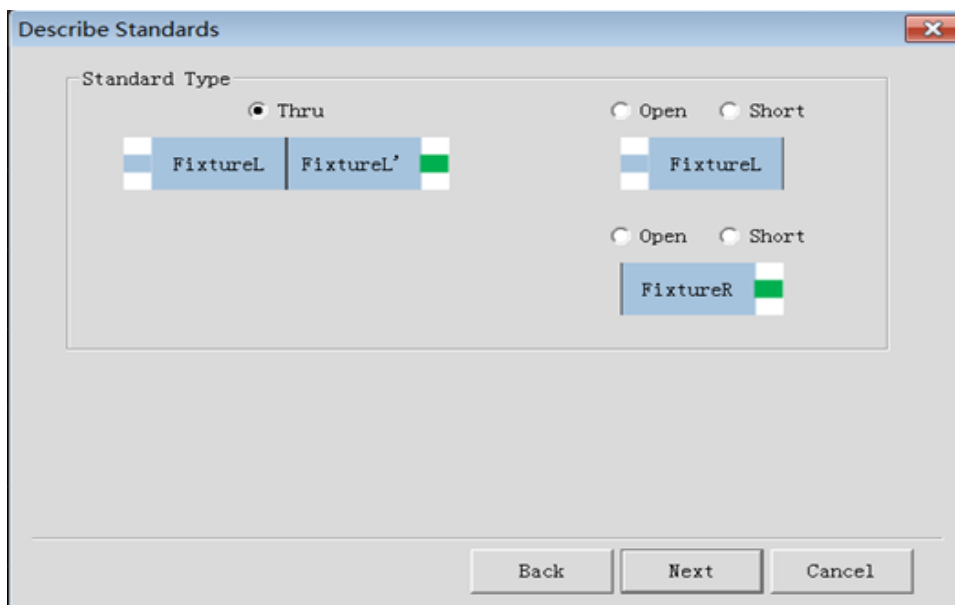 Describe Standards
Standard Type
Thru
Open Short
FixtureL FixtureL' FixtureL
Open Short
FixtureR
Back Next Cancel